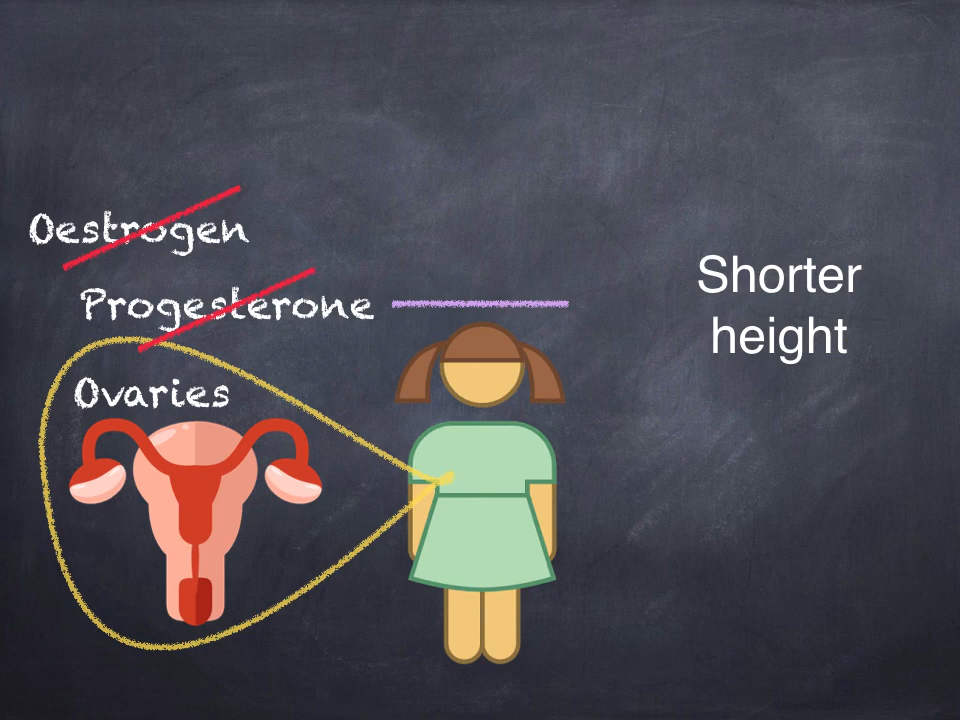 Oestrogen
Progesterone
Ovaries
Shorter
height